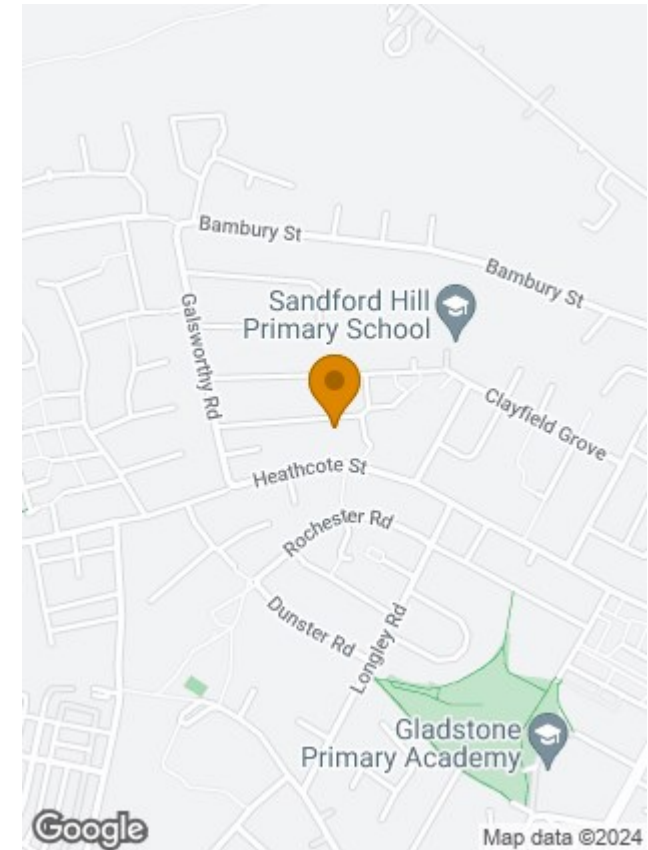 Bambury St
Bambury St
Sandford Hill
Primary School
Galsworthy Rd
Clayfield Grove
Heathcote St
Rochester Rd
Dunster Rd
Longley Rd
Gladstone
Primary Academy
Google
Map data ©2024